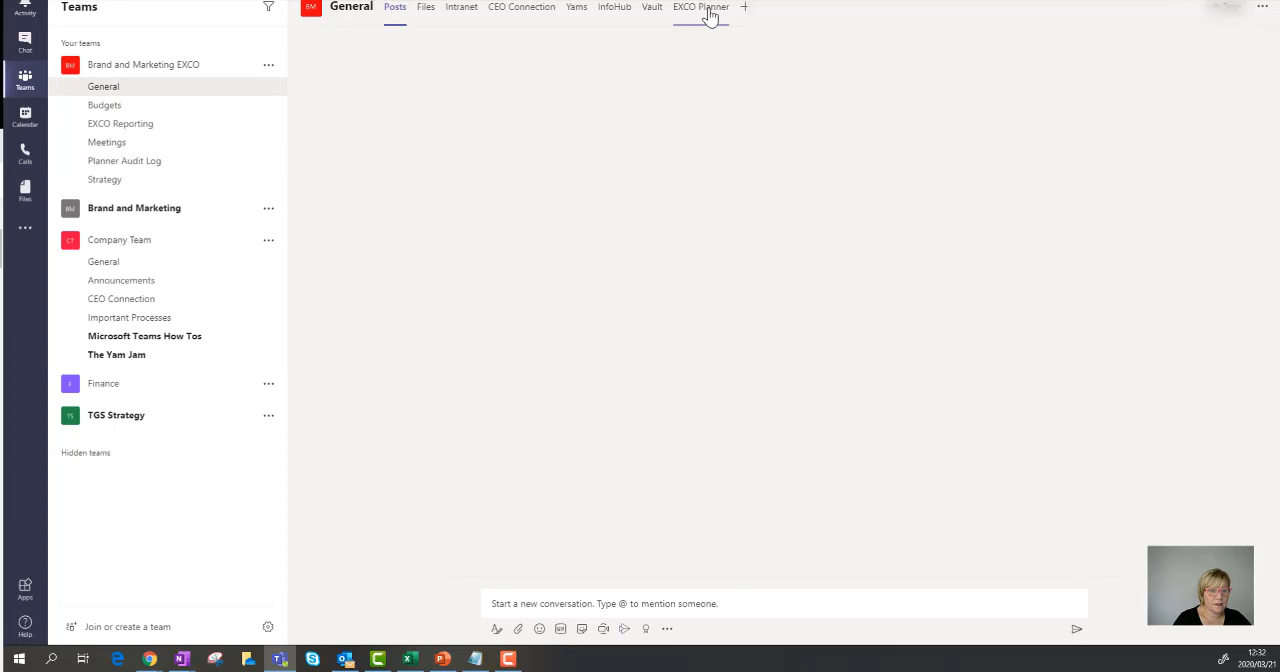 Activity
Chat
Teams
Calendar
Calls
Files
Apps
Help
Teams
Your teams
BM Brand and Marketing EXCO
General
Budgets
EXCO Reporting
Meetings
Planner Audit Log
Strategy
BM Brand and Marketing
CT Company Team
General
Announcements
CEO Connection
Important Processes
Microsoft Teams How Tos
The Yam Jam
F Finance
TS TGS Strategy
Hidden teams
Join or create a team
BM General Posts Files Intranet CEO Connection Yams InfoHub Vault EXCO Planner +
Start a new conversation. Type @ to mention someone.
GIF
12:32
2020/03/21